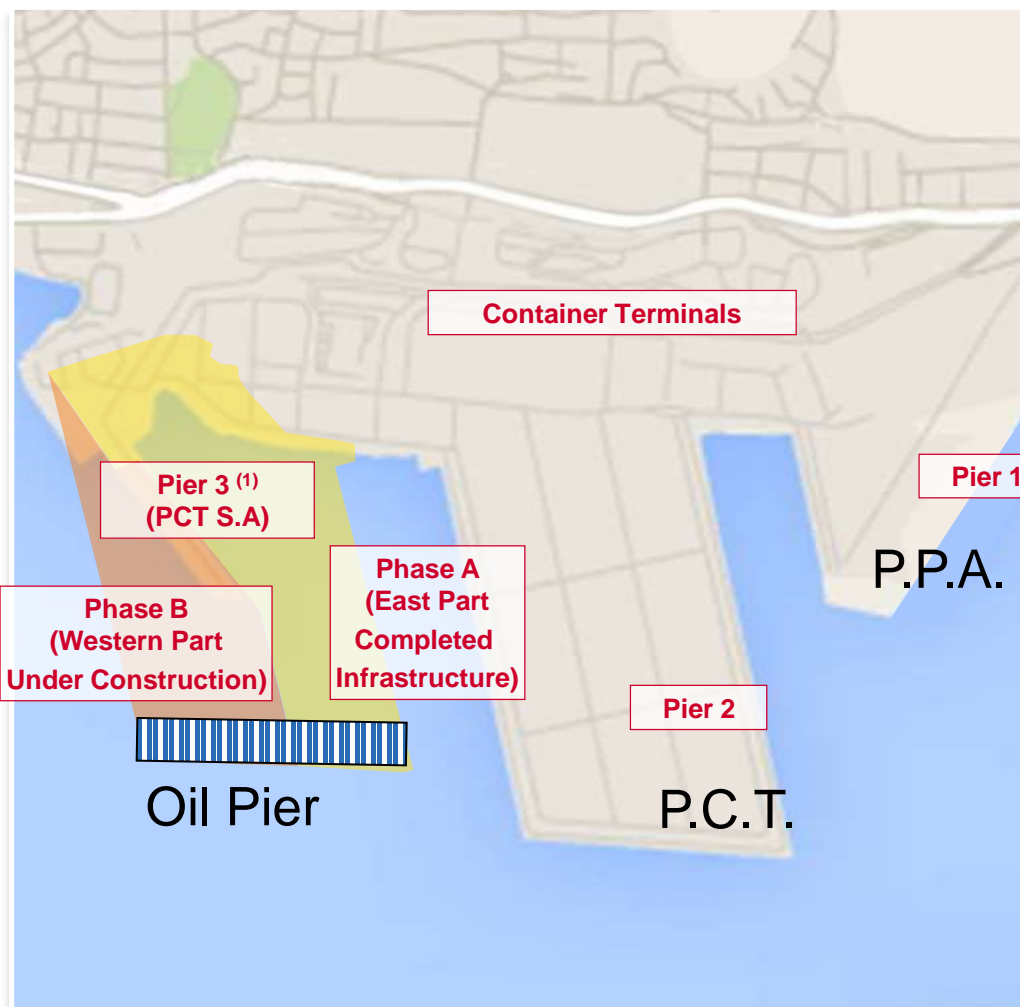 Container Terminals
Pier 1
Pier 3 (1)
(PCT S.A)
P.P.A.
Phase A
(East Part
Completed
Infrastructure)
Phase B
(Western Part
Under Construction)
Pier 2
Oil Pier
P.C.T.